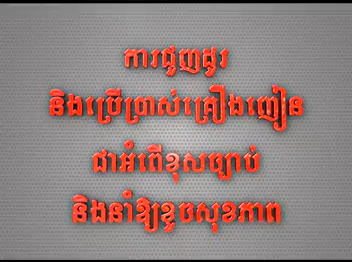 ការជួញដូរ
និងប្រើប្រាស់គ្រឿងញៀន
ជាអំពើខុសច្បាប់
និងនាំឱ្យខូចសុខភាព